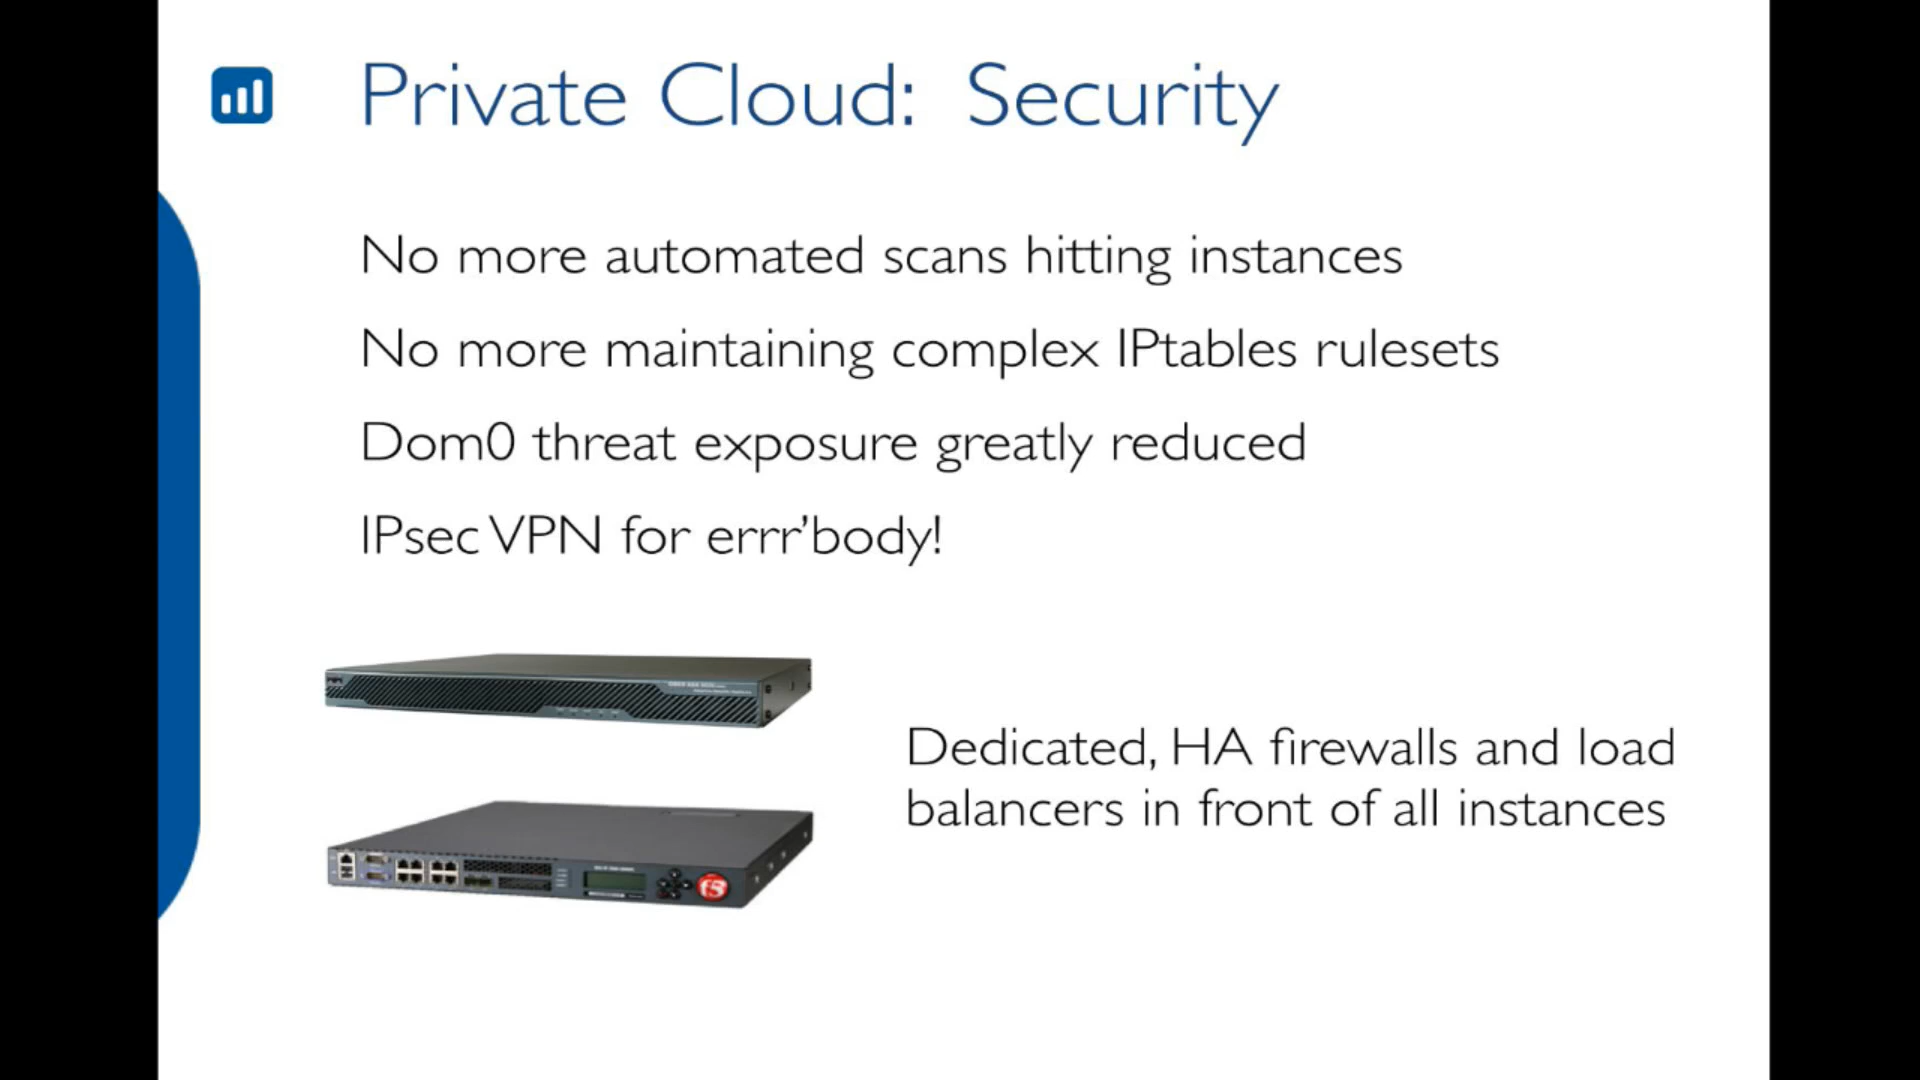 Private Cloud: Security
No more automated scans hitting instances
No more maintaining complex IPtables rulesets
Dom0 threat exposure greatly reduced
IPsec VPN for errr’body!
Dedicated, HA firewalls and load
balancers in front of all instances
f5